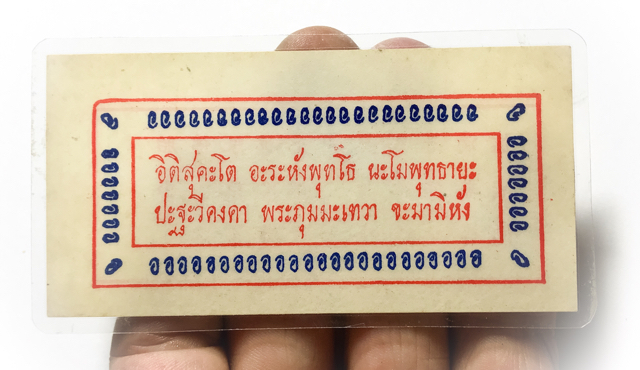 อิติสุคะโต อะระหังพุทโธ นะโมพุทธายะ
ปะฐะวีคงคา พระภุมมะเทวา ขะมามิหัง